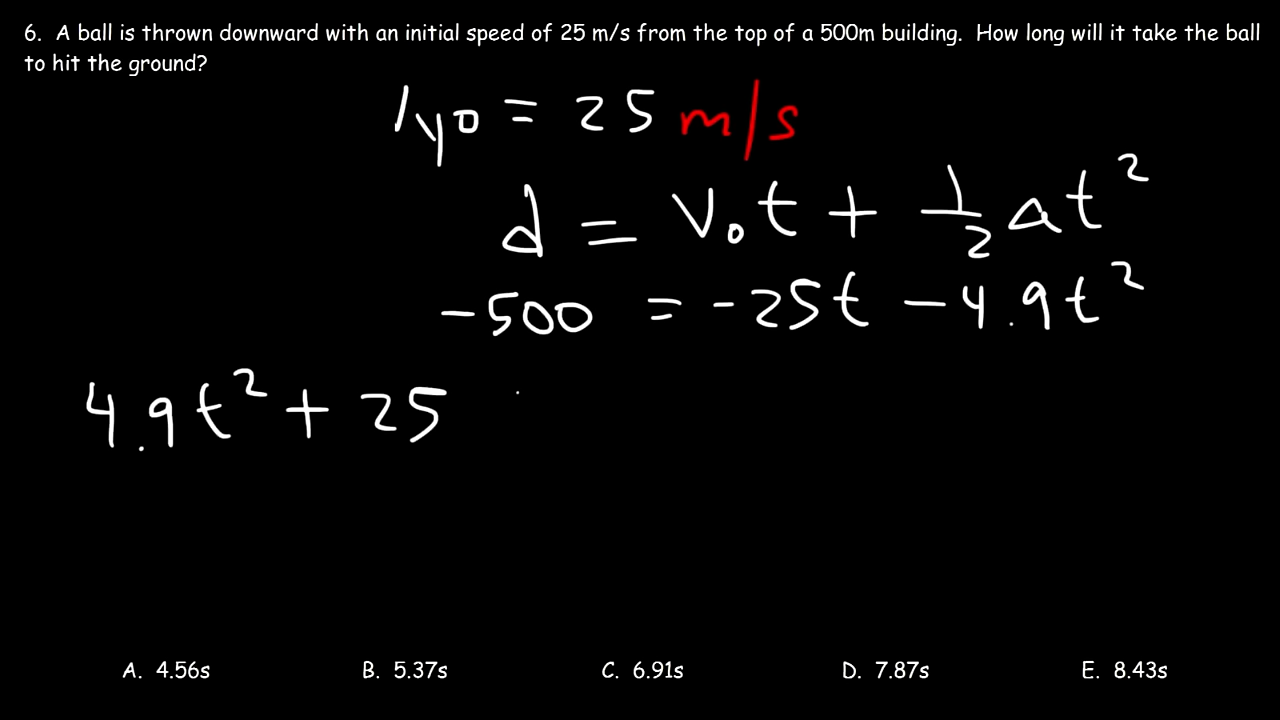 6. A ball is thrown downward with an initial speed of 25 m/s from the top of a 500m building. How long will it take the ball
to hit the ground?
Vy0 = 25 m/s
d = V₀t + 1/2 at²
-500 = -25t - 4.9t²
4.9t² + 25
A. 4.56s B. 5.37s C. 6.91s D. 7.87s E. 8.43s